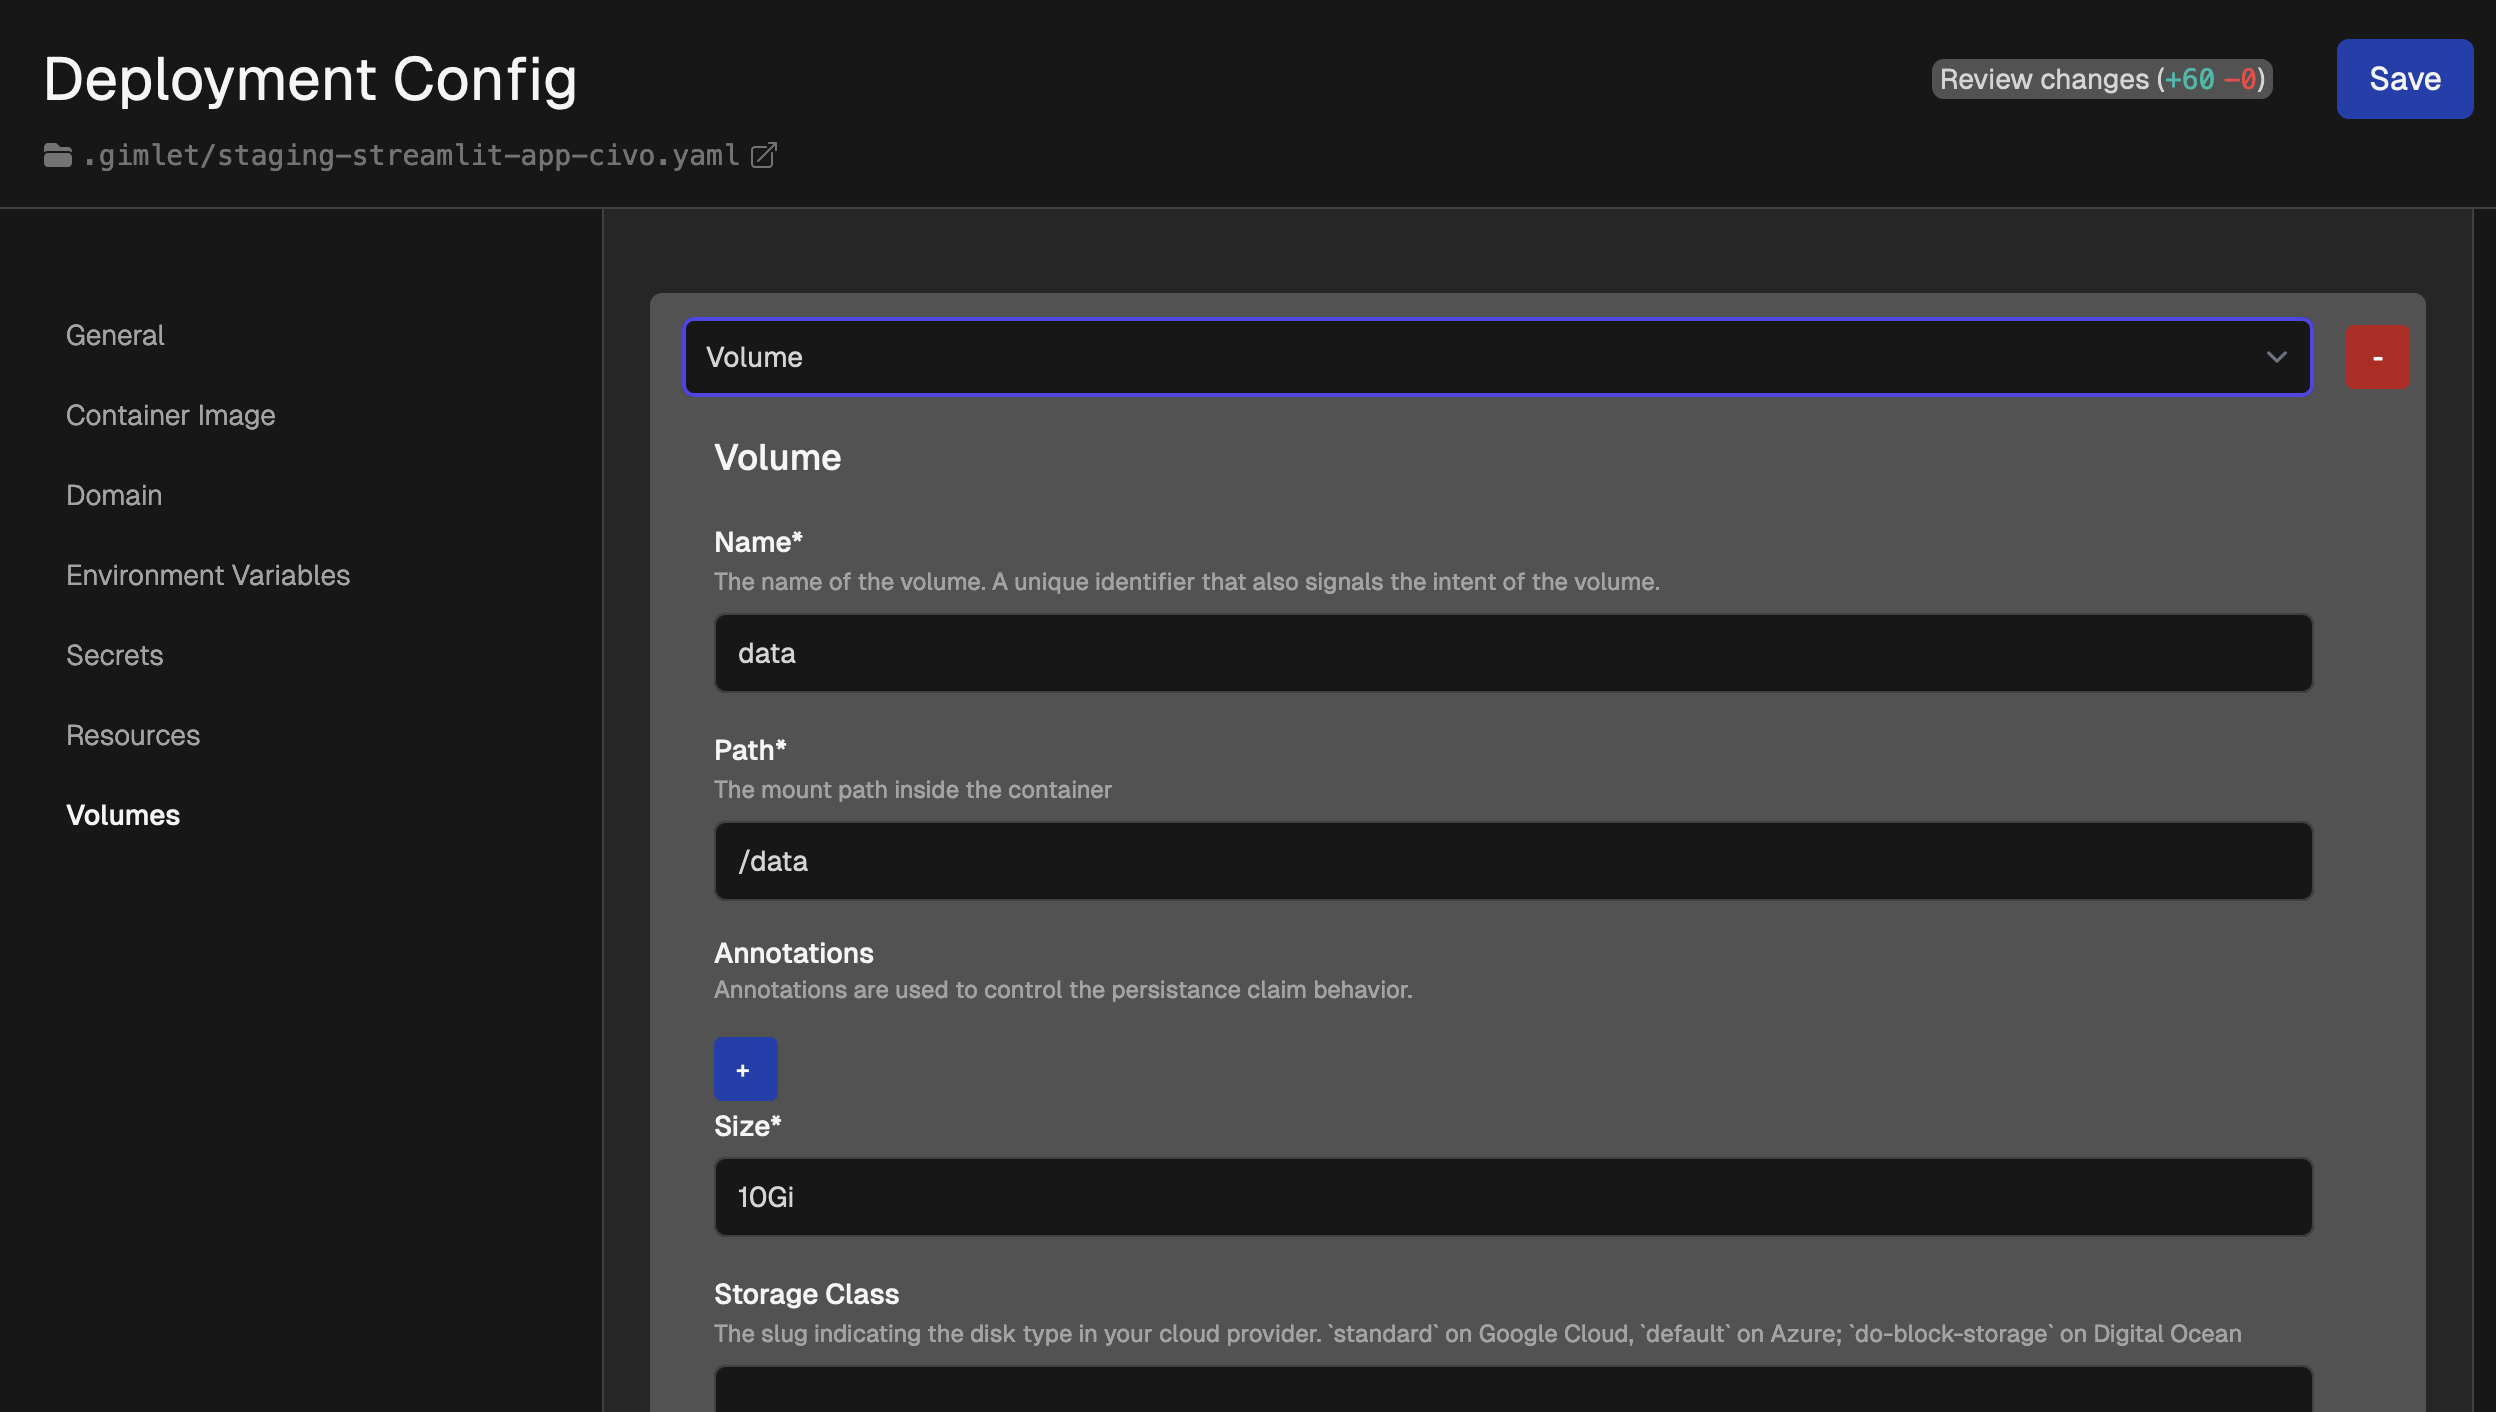 Deployment Config
Review changes (+60 -0)
Save
.gimlet/staging-streamlit-app-civo.yaml
General
Container Image
Domain
Environment Variables
Secrets
Resources
Volumes
Volume
-
Volume
Name*
The name of the volume. A unique identifier that also signals the intent of the volume.
data
Path*
The mount path inside the container
/data
Annotations
Annotations are used to control the persistance claim behavior.
+
Size*
10Gi
Storage Class
The slug indicating the disk type in your cloud provider. `standard` on Google Cloud, `default` on Azure; `do-block-storage` on Digital Ocean